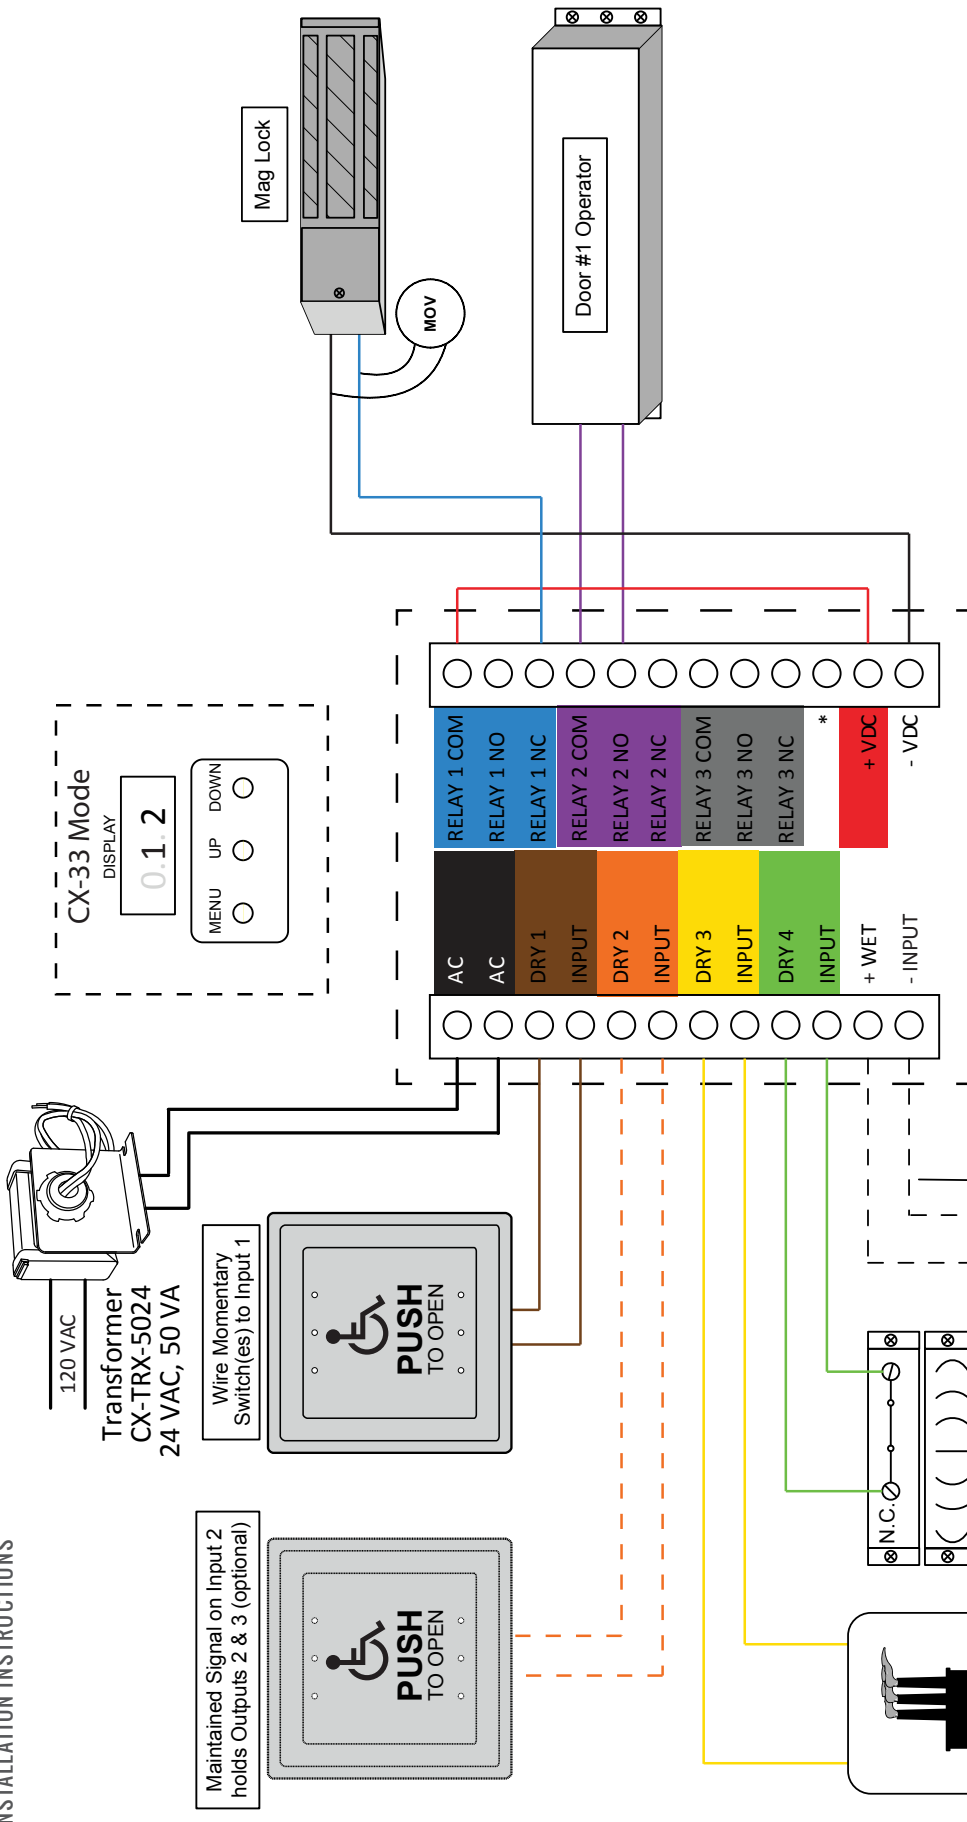 INSTALLATION INSTRUCTIONS
120 VAC
Transformer
CX-TRX-5024
24 VAC, 50 VA
CX-33 Mode
DISPLAY
0.1.2
MENU
UP
DOWN
Mag Lock
MOV
Door #1 Operator
Maintained Signal on Input 2
holds Outputs 2 & 3 (optional)
PUSH
TO OPEN
Wire Momentary
Switch(es) to Input 1
PUSH
TO OPEN
AC
AC
DRY 1
INPUT
DRY 2
INPUT
DRY 3
INPUT
DRY 4
INPUT
+ WET
- INPUT
RELAY 1 COM
RELAY 1 NO
RELAY 1 NC
RELAY 2 COM
RELAY 2 NO
RELAY 2 NC
RELAY 3 COM
RELAY 3 NO
RELAY 3 NC
*
+ VDC
- VDC
N.C.